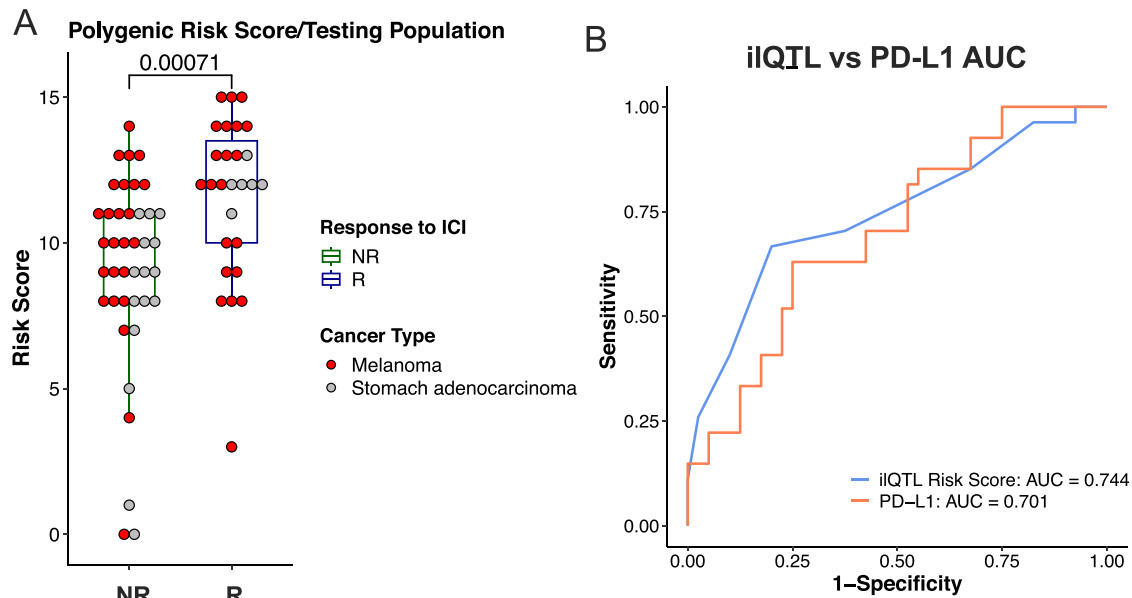 A
Polygenic Risk Score/Testing Population
0.00071
15
10
5
0
Risk Score
NR
R
Response to ICI
NR
R
Cancer Type
Melanoma
Stomach adenocarcinoma
B
iIQTL vs PD-L1 AUC
1.00
0.75
0.50
0.25
0.00
Sensitivity
iIQTL Risk Score: AUC = 0.744
PD–L1: AUC = 0.701
0.00
0.25
0.50
0.75
1.00
1–Specificity